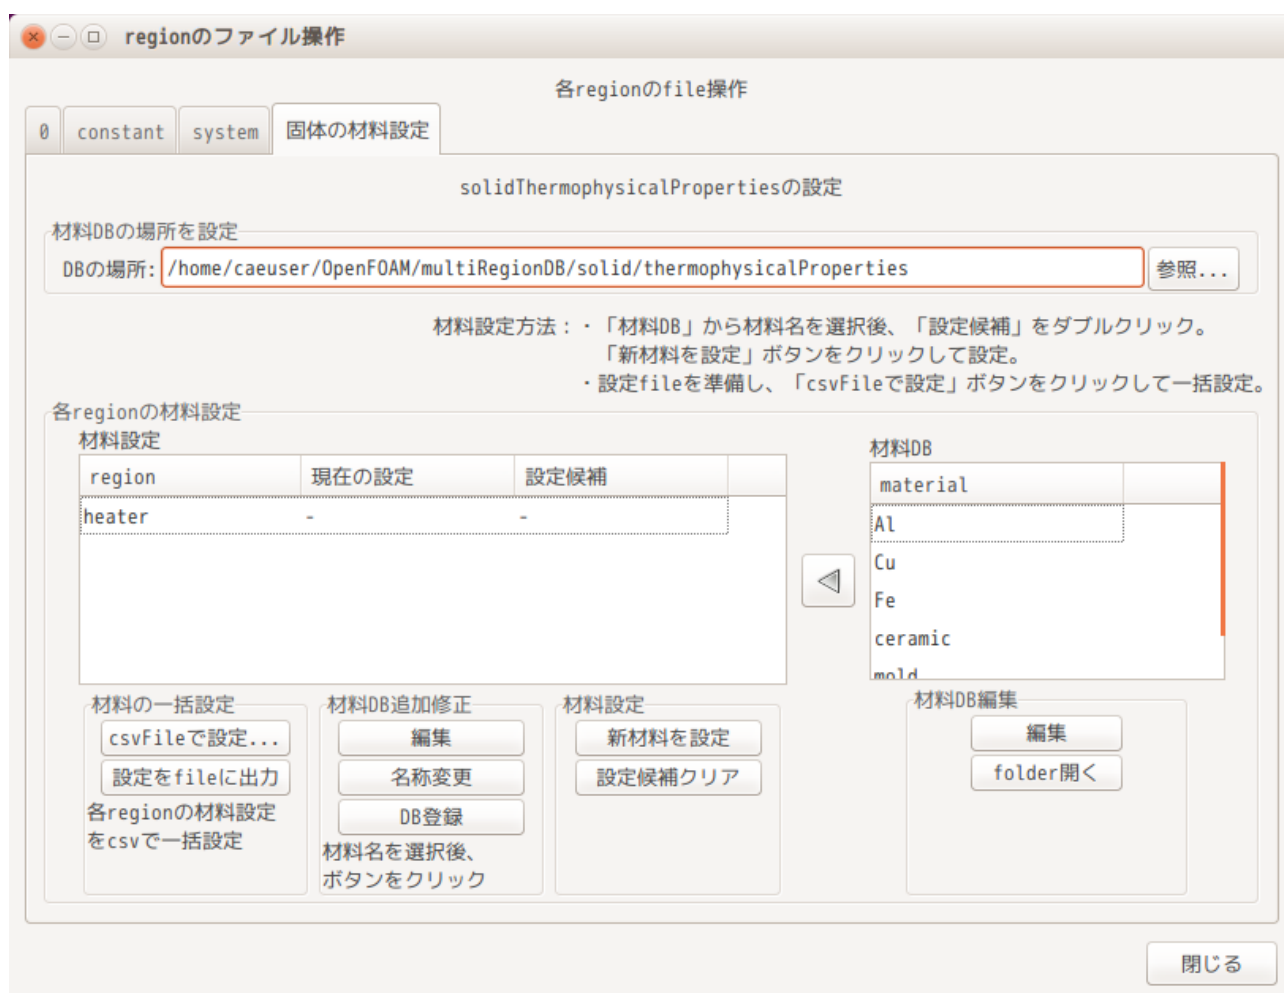 regionのファイル操作
各regionのfile操作
0 constant system 固体の材料設定
solidThermophysicalPropertiesの設定
材料DBの場所を設定
DBの場所: /home/caeuser/OpenFOAM/multiRegionDB/solid/thermophysicalProperties 参照...
材料設定方法：・「材料DB」から材料名を選択後、「設定候補」をダブルクリック。
「新材料を設定」ボタンをクリックして設定。
・設定fileを準備し、「csvFileで設定」ボタンをクリックして一括設定。
各regionの材料設定
材料設定
region 現在の設定 設定候補
heater - -
材料DB
material
Al
Cu
Fe
ceramic
mold
材料の一括設定
csvFileで設定...
設定をfileに出力
各regionの材料設定
をcsvで一括設定
材料DB追加修正
編集
名称変更
DB登録
材料名を選択後、
ボタンをクリック
材料設定
新材料を設定
設定候補クリア
材料DB編集
編集
folder開く
閉じる